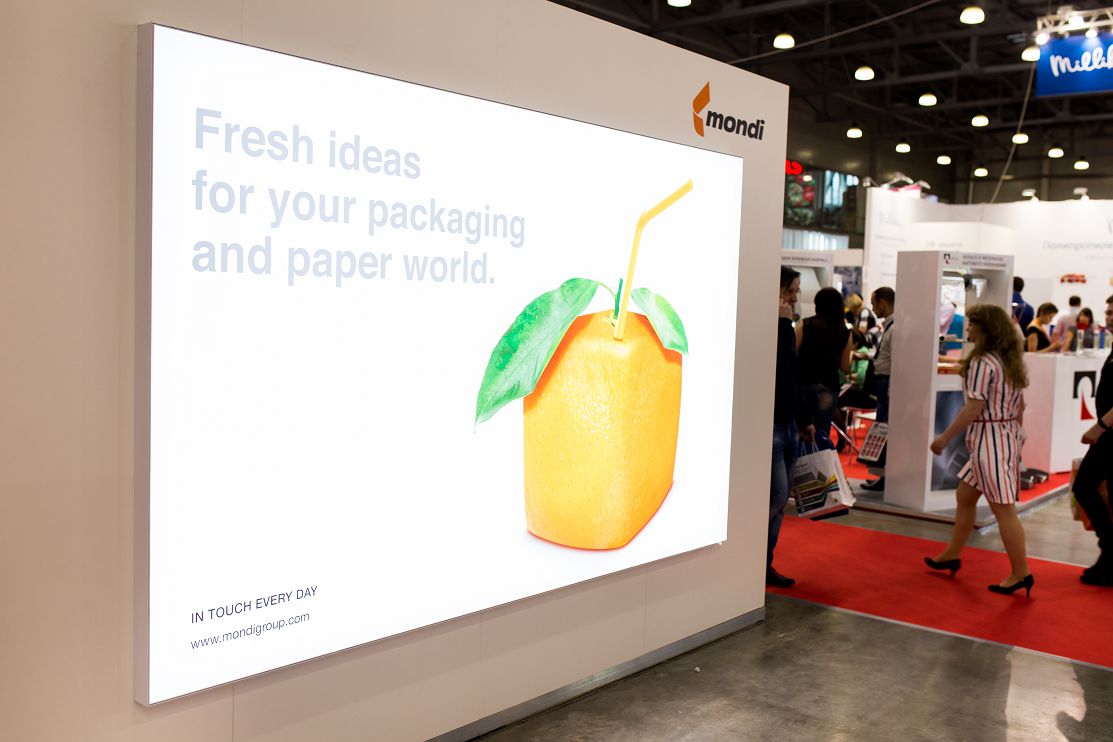 Fresh ideas
for your packaging
and paper world.
IN TOUCH EVERY DAY
www.mondigroup.com
mondi